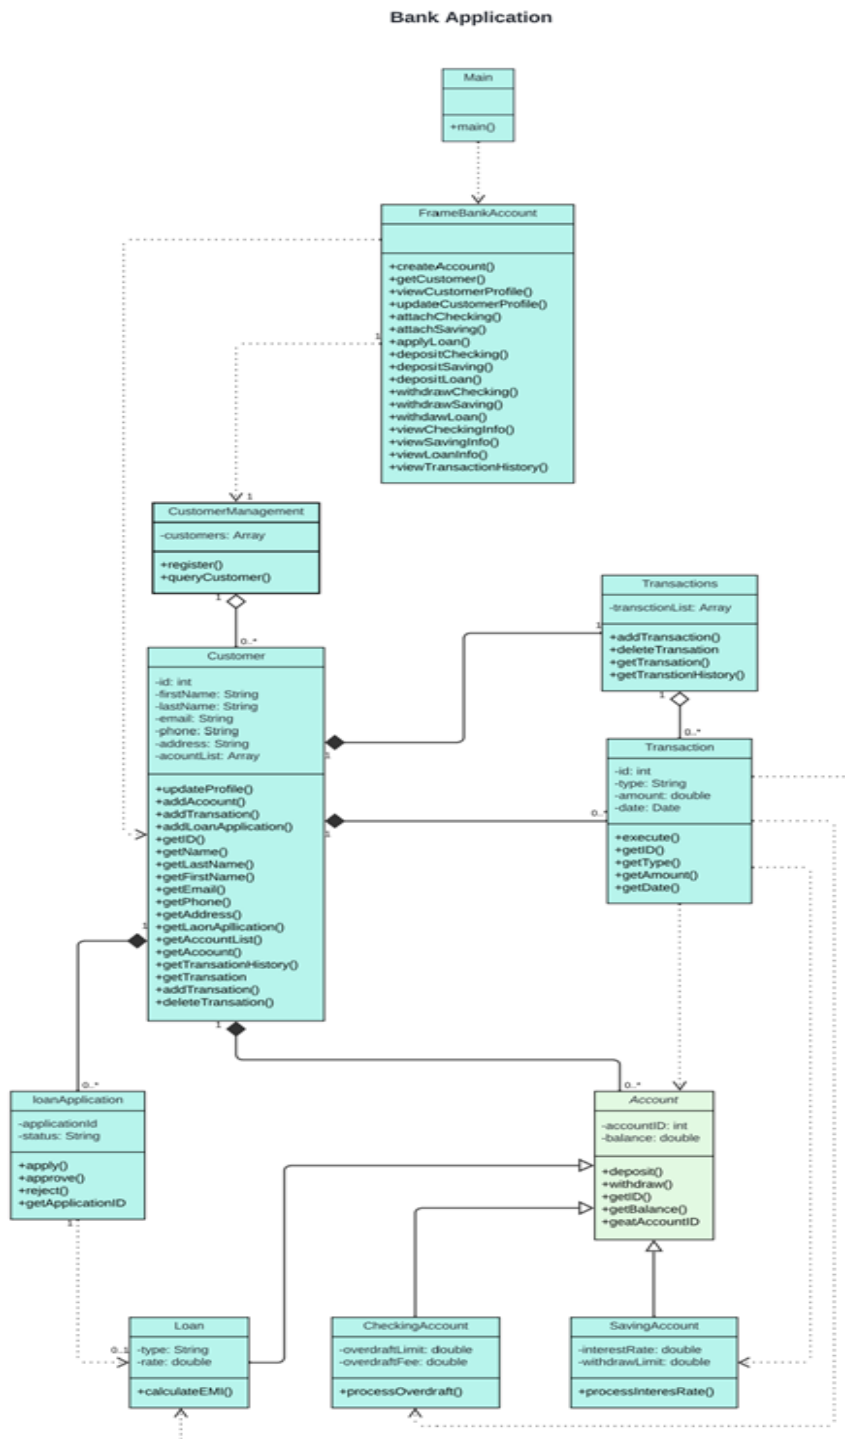 Bank Application
Main
+main()
FrameBankAccount
+createAccount()
+getCustomer()
+viewCustomerProfile()
+updateCustomerProfile()
+attachChecking()
+attachSaving()
+applyLoan()
+depositChecking()
+depositSaving()
+depositLoan()
+withdrawChecking()
+withdrawSaving()
+withdawLoan()
+viewCheckingInfo()
+viewSavingInfo()
+viewLoanInfo()
+viewTransactionHistory()
1
1
CustomerManagement
-customers: Array
+register()
+queryCustomer()
1
0..*
Customer
-id: int
-firstName: String
-lastName: String
-email: String
-phone: String
-address: String
-acountList: Array
+updateProfile()
+addAcoount()
+addTransation()
+addLoanApplication()
+getID()
+getName()
+getLastName()
+getFirstName()
+getEmail()
+getPhone()
+getAddress()
+getLaonApllication()
+getAccountList()
+getAcoount()
+getTransationHistory()
+getTransation
+addTransation()
+deleteTransation()
1
1
1
1
Transactions
-transctionList: Array
+addTransaction()
+deleteTransation
+getTransation()
+getTranstionHistory()
1
1
0..*
Transaction
-id: int
-type: String
-amount: double
-date: Date
+execute()
+getID()
+getType()
+getAmount()
+getDate()
0..*
0..*
loanApplication
-applicationId
-status: String
+apply()
+approve()
+reject()
+getApplicationID
1
0..*
Account
-accountID: int
-balance: double
+deposit()
+withdraw()
+getID()
+getBalance()
+geatAccountID
0..1
Loan
-type: String
-rate: double
+calculateEMI()
CheckingAccount
-overdraftLimit: double
-overdraftFee: double
+processOverdraft()
SavingAccount
-interestRate: double
-withdrawLimit: double
+processInteresRate()